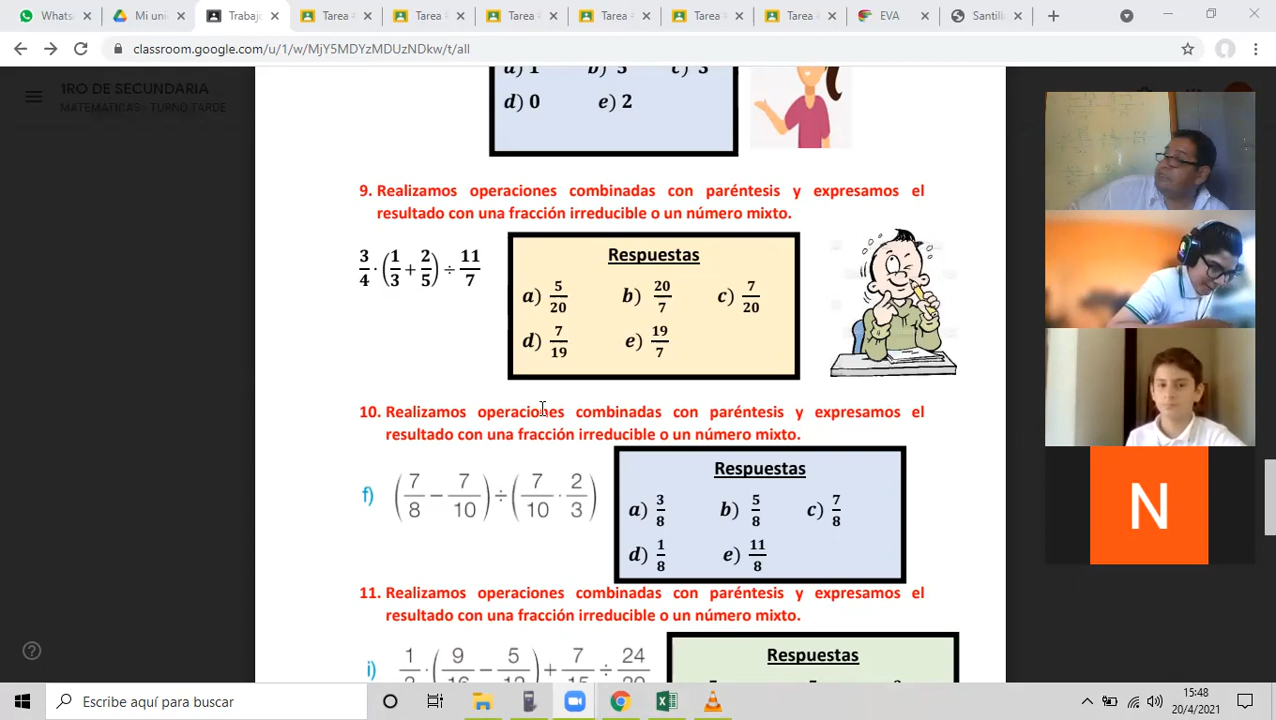 Whats
Mi uni
Trabajo
Tarea
Tarea
Tarea
Tarea
Tarea
Tarea
EVA
Santill
classroom.google.com/u/1/w/MjY5MDYzMDUzNDkw/t/all
1RO DE SECUNDARIA
MATEMATICAS - TURNO TARDE
a) 1 b) 5 c) 3
d) 0 e) 2
9. Realizamos operaciones combinadas con paréntesis y expresamos el
resultado con una fracción irreducible o un número mixto.
3/4 · (1/3 + 2/5) ÷ 11/7
Respuestas
a) 5/20 b) 20/7 c) 7/20
d) 7/19 e) 19/7
10. Realizamos operaciones combinadas con paréntesis y expresamos el
resultado con una fracción irreducible o un número mixto.
f) (7/8 − 7/10) ÷ (7/10 · 2/3)
Respuestas
a) 3/8 b) 5/8 c) 7/8
d) 1/8 e) 11/8
11. Realizamos operaciones combinadas con paréntesis y expresamos el
resultado con una fracción irreducible o un número mixto.
i)
Respuestas
N
Escribe aquí para buscar
15:48
20/4/2021